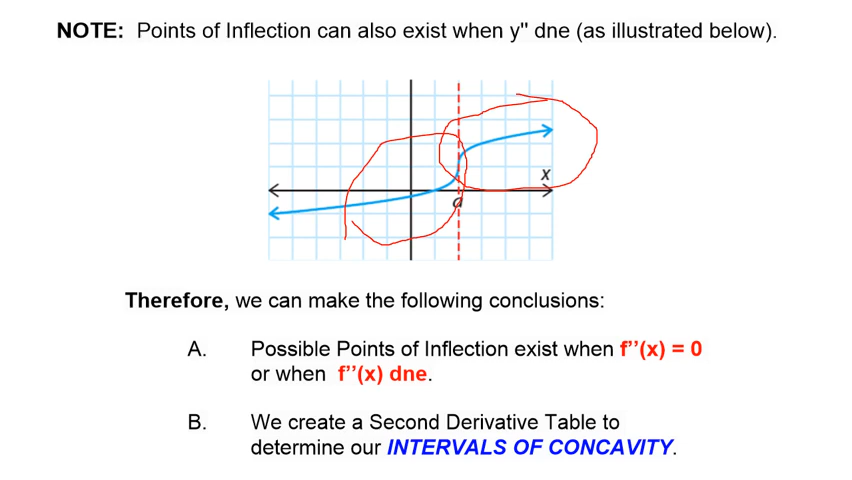 NOTE: Points of Inflection can also exist when y" dne (as illustrated below).
x
a
Therefore, we can make the following conclusions:
A. Possible Points of Inflection exist when f’’(x) = 0
or when f’’(x) dne.
B. We create a Second Derivative Table to
determine our INTERVALS OF CONCAVITY.